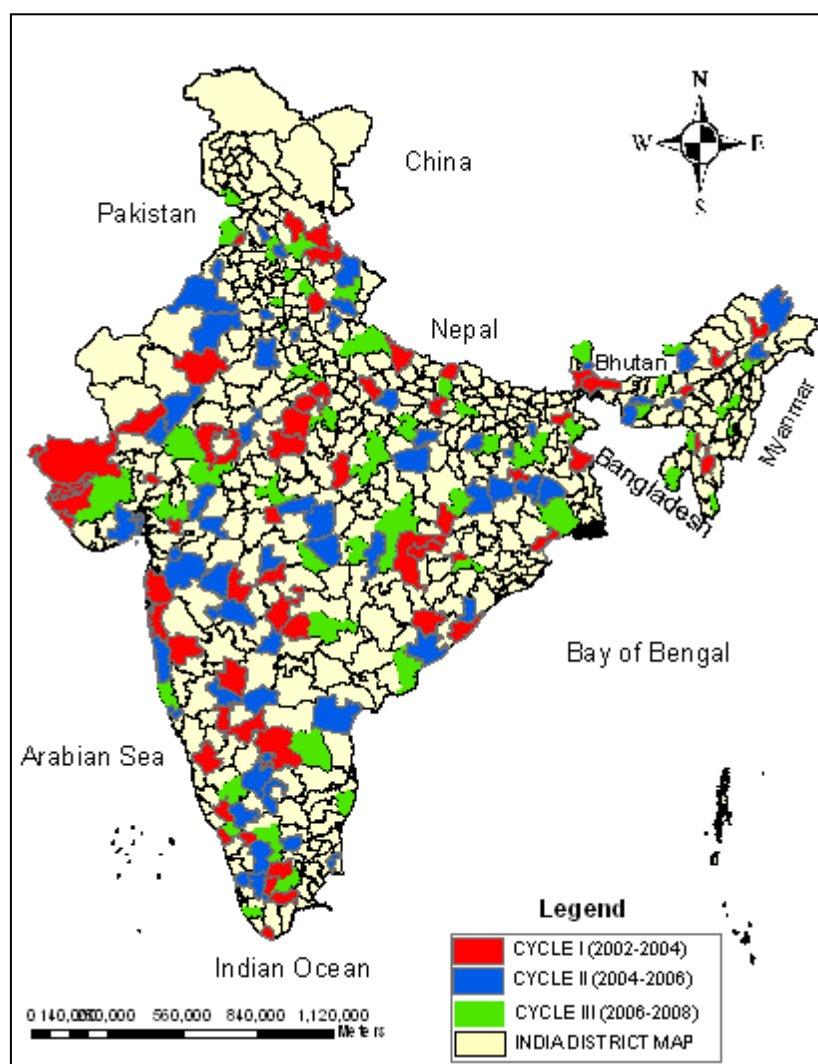 N
W E
S
China
Pakistan
Nepal
Bhutan
Myanmar
Bangladesh
Bay of Bengal
Arabian Sea
Legend
CYCLE I (2002-2004)
CYCLE II (2004-2006)
CYCLE III (2006-2008)
INDIA DISTRICT MAP
Indian Ocean
560,000 840,000 1,120,000
Meters